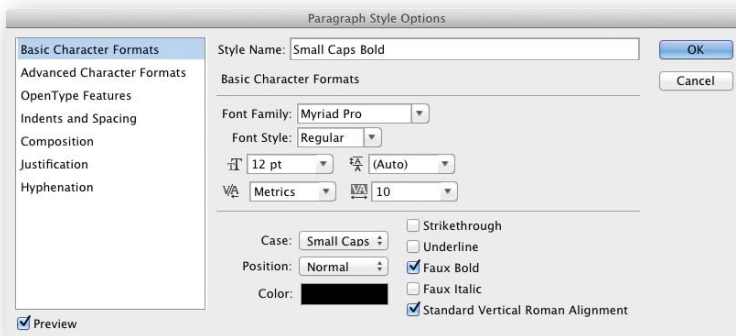 Paragraph Style Options
Basic Character Formats
Advanced Character Formats
OpenType Features
Indents and Spacing
Composition
Justification
Hyphenation
Preview
Style Name: Small Caps Bold
Basic Character Formats
Font Family: Myriad Pro
Font Style: Regular
12 pt (Auto)
Metrics 10
Case: Small Caps
Position: Normal
Color:
Strikethrough
Underline
Faux Bold
Faux Italic
Standard Vertical Roman Alignment
OK
Cancel